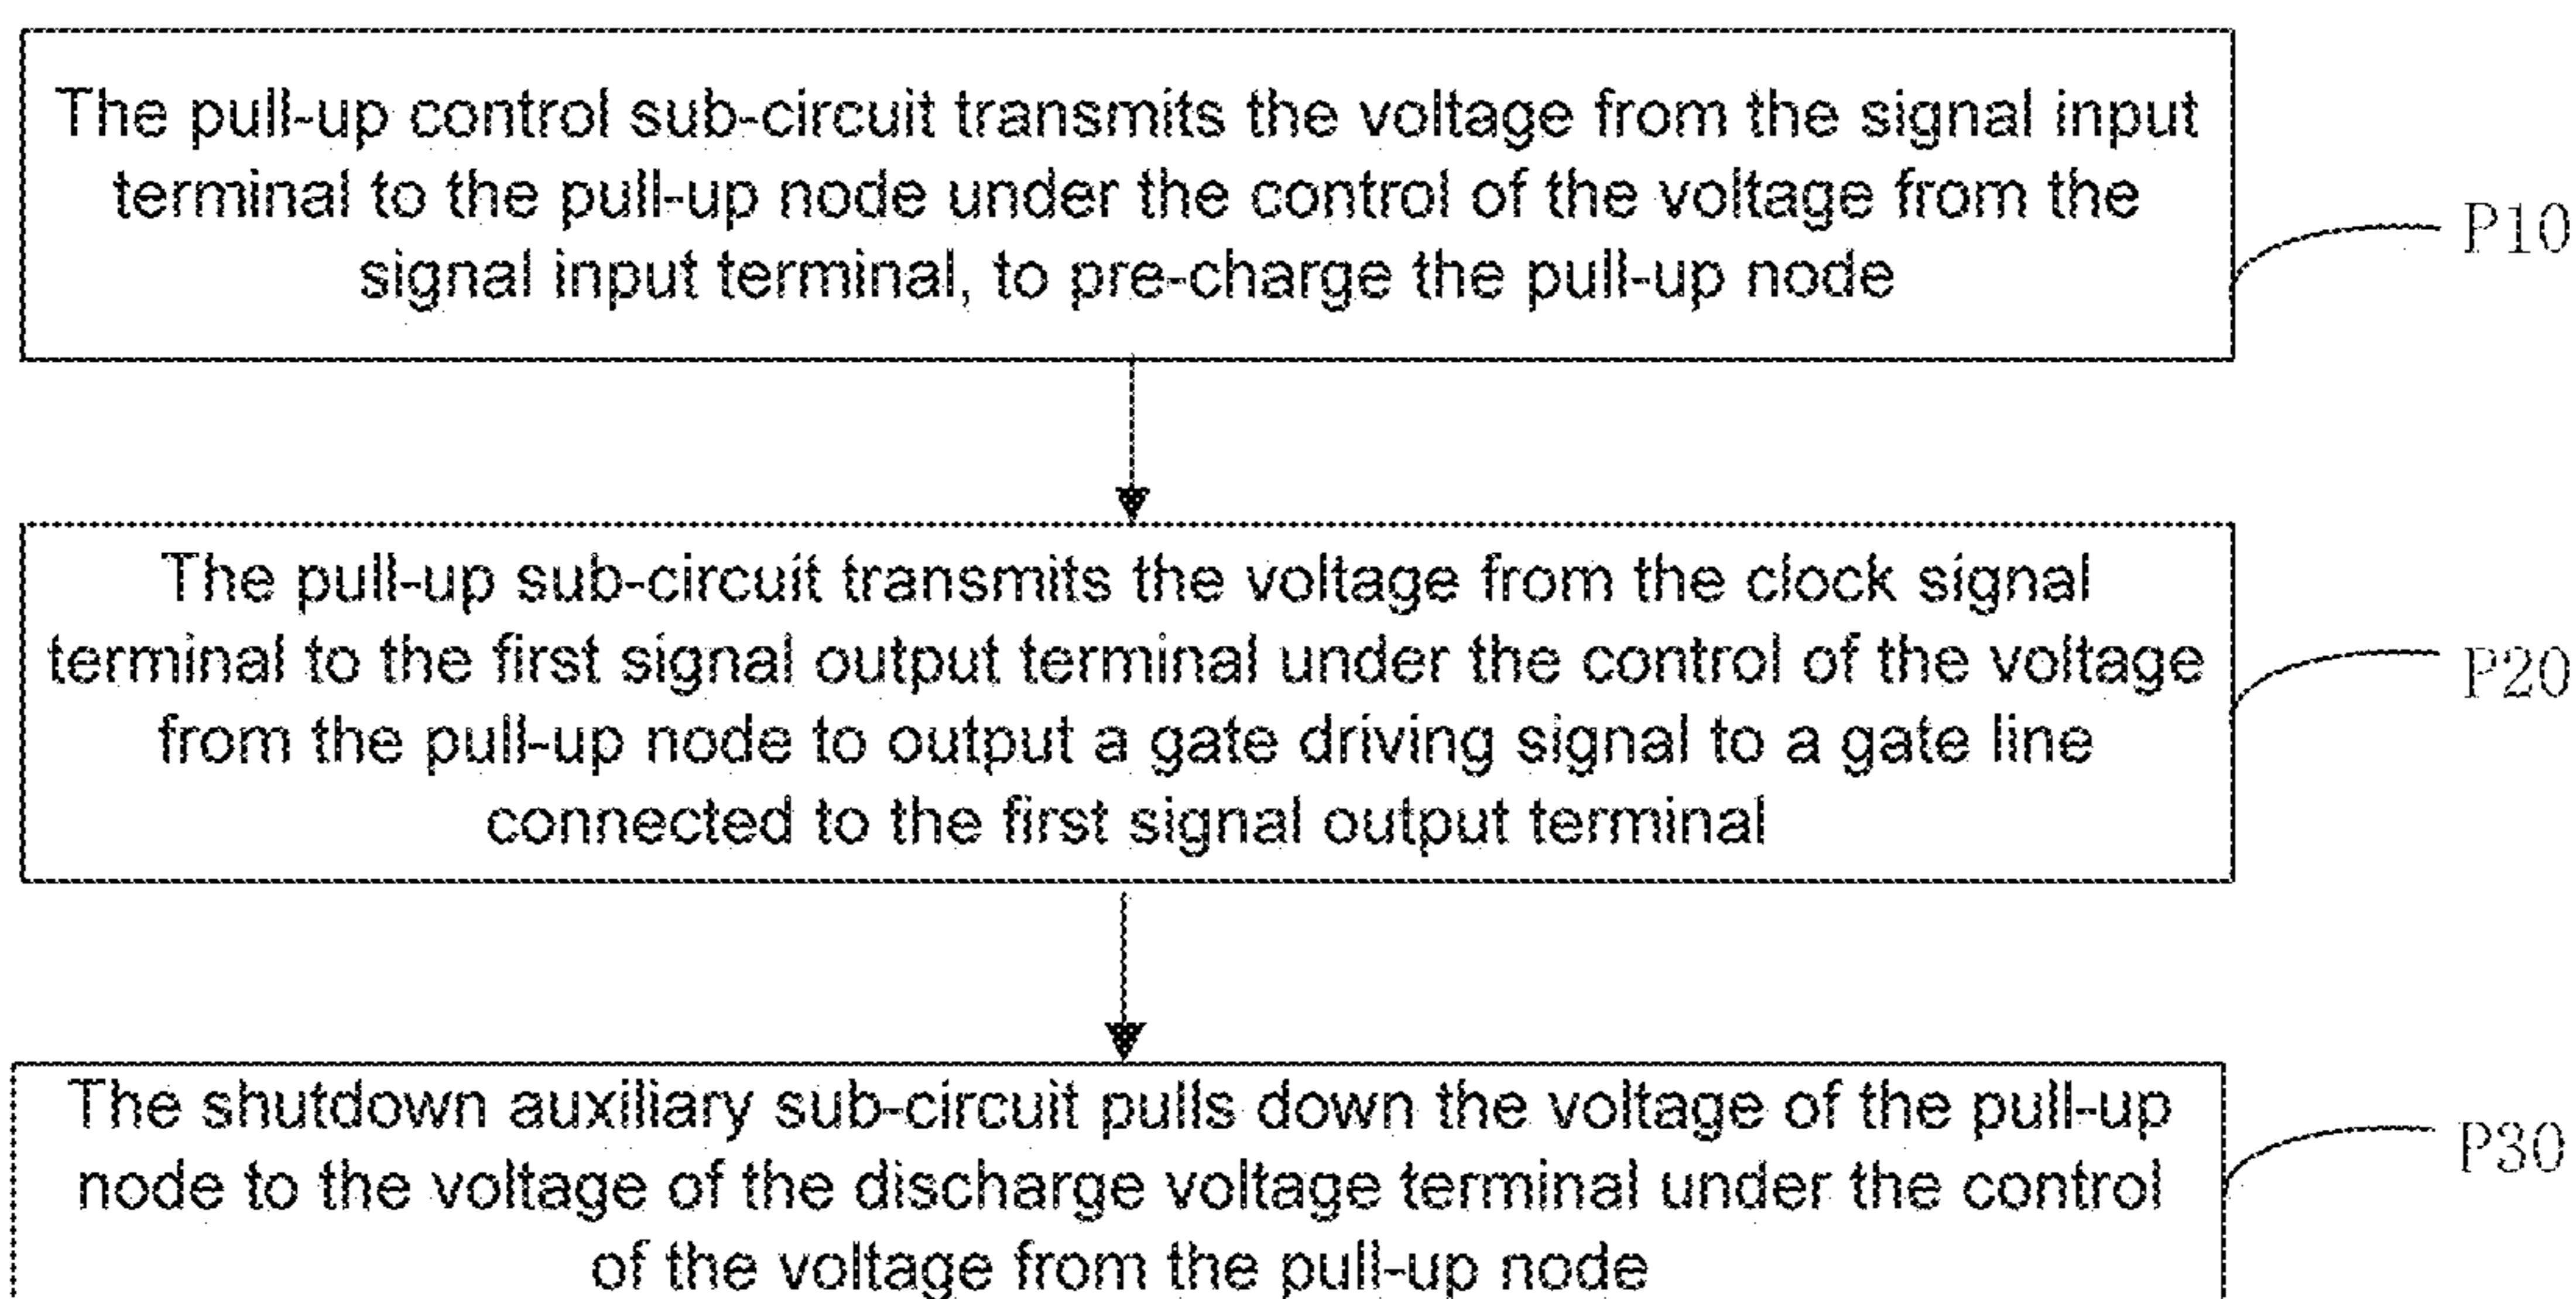 The pull-up control sub-circuit transmits the voltage from the signal input
terminal to the pull-up node under the control of the voltage from the
signal input terminal, to pre-charge the pull-up node
P10
The pull-up sub-circuit transmits the voltage from the clock signal
terminal to the first signal output terminal under the control of the voltage
from the pull-up node to output a gate driving signal to a gate line
connected to the first signal output terminal
P20
The shutdown auxiliary sub-circuit pulls down the voltage of the pull-up
node to the voltage of the discharge voltage terminal under the control
of the voltage from the pull-up node
P30